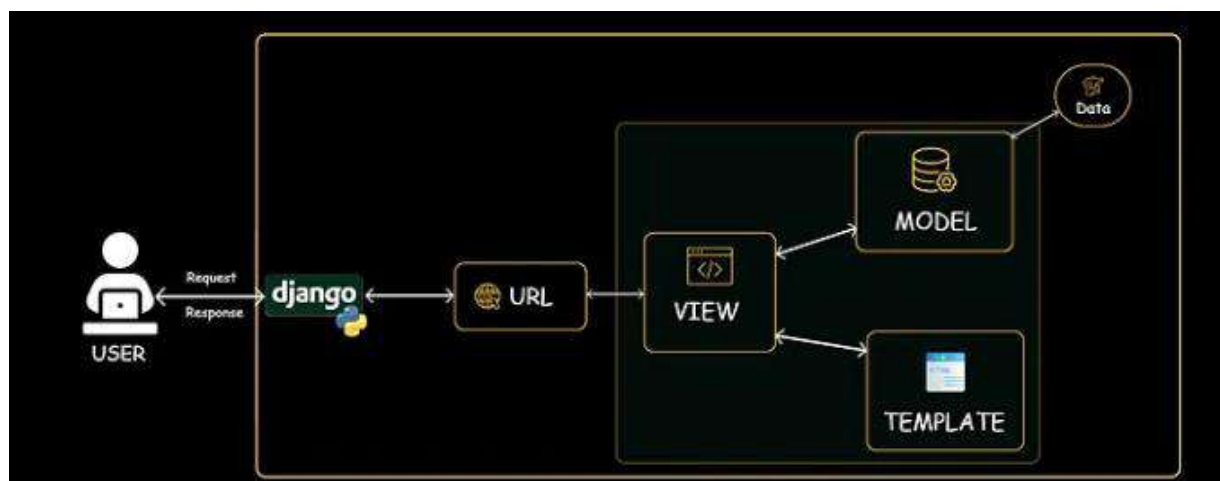 USER
Request
Response
django
URL
VIEW
MODEL
Data
TEMPLATE